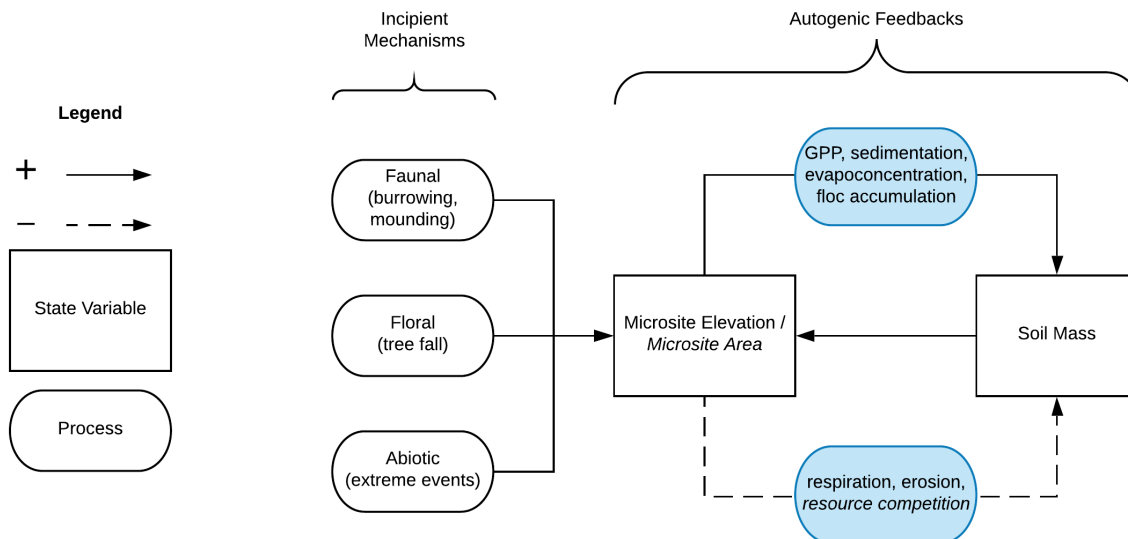 Incipient
Mechanisms
Autogenic Feedbacks
Legend
+
−
State Variable
Process
Faunal
(burrowing,
mounding)
Floral
(tree fall)
Abiotic
(extreme events)
GPP, sedimentation,
evapoconcentration,
floc accumulation
Microsite Elevation /
Microsite Area
Soil Mass
respiration, erosion,
resource competition